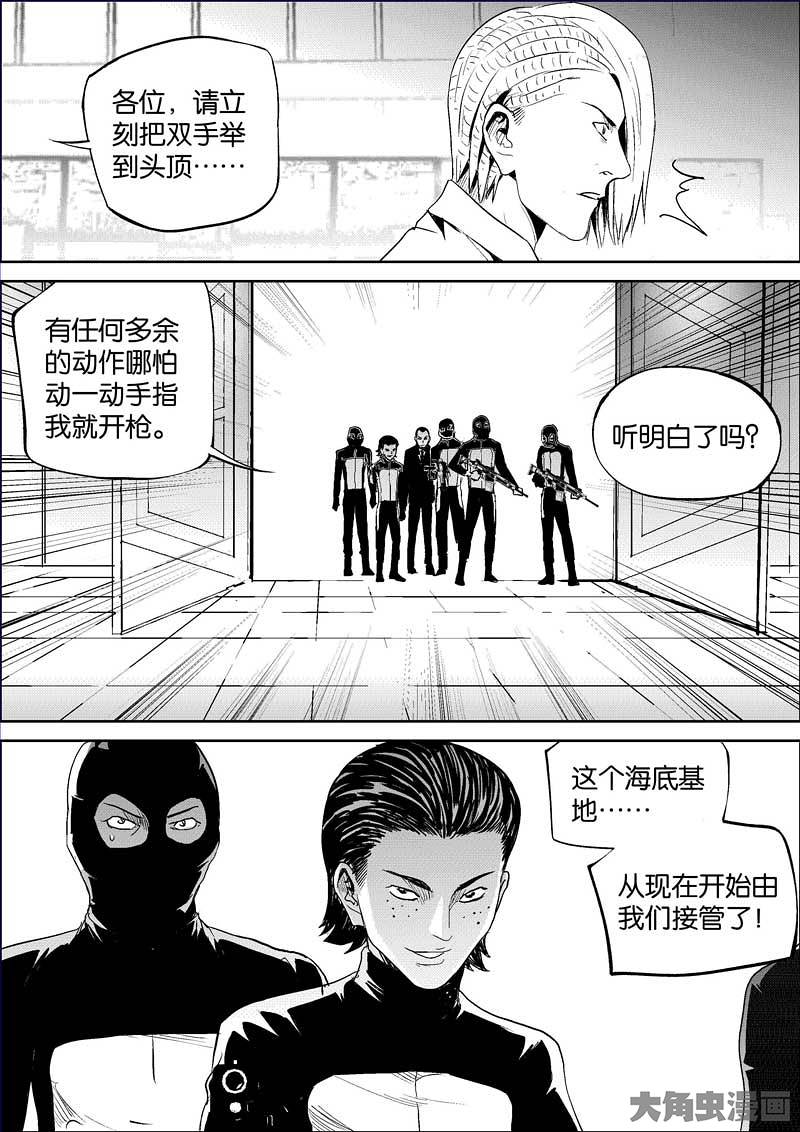 各位，请立
刻把双手举
到头顶……
有任何多余
的动作哪怕
动一动手指
我就开枪。
听明白了吗？
这个海底基
地……
从现在开始由
我们接管了！
大角虫漫画